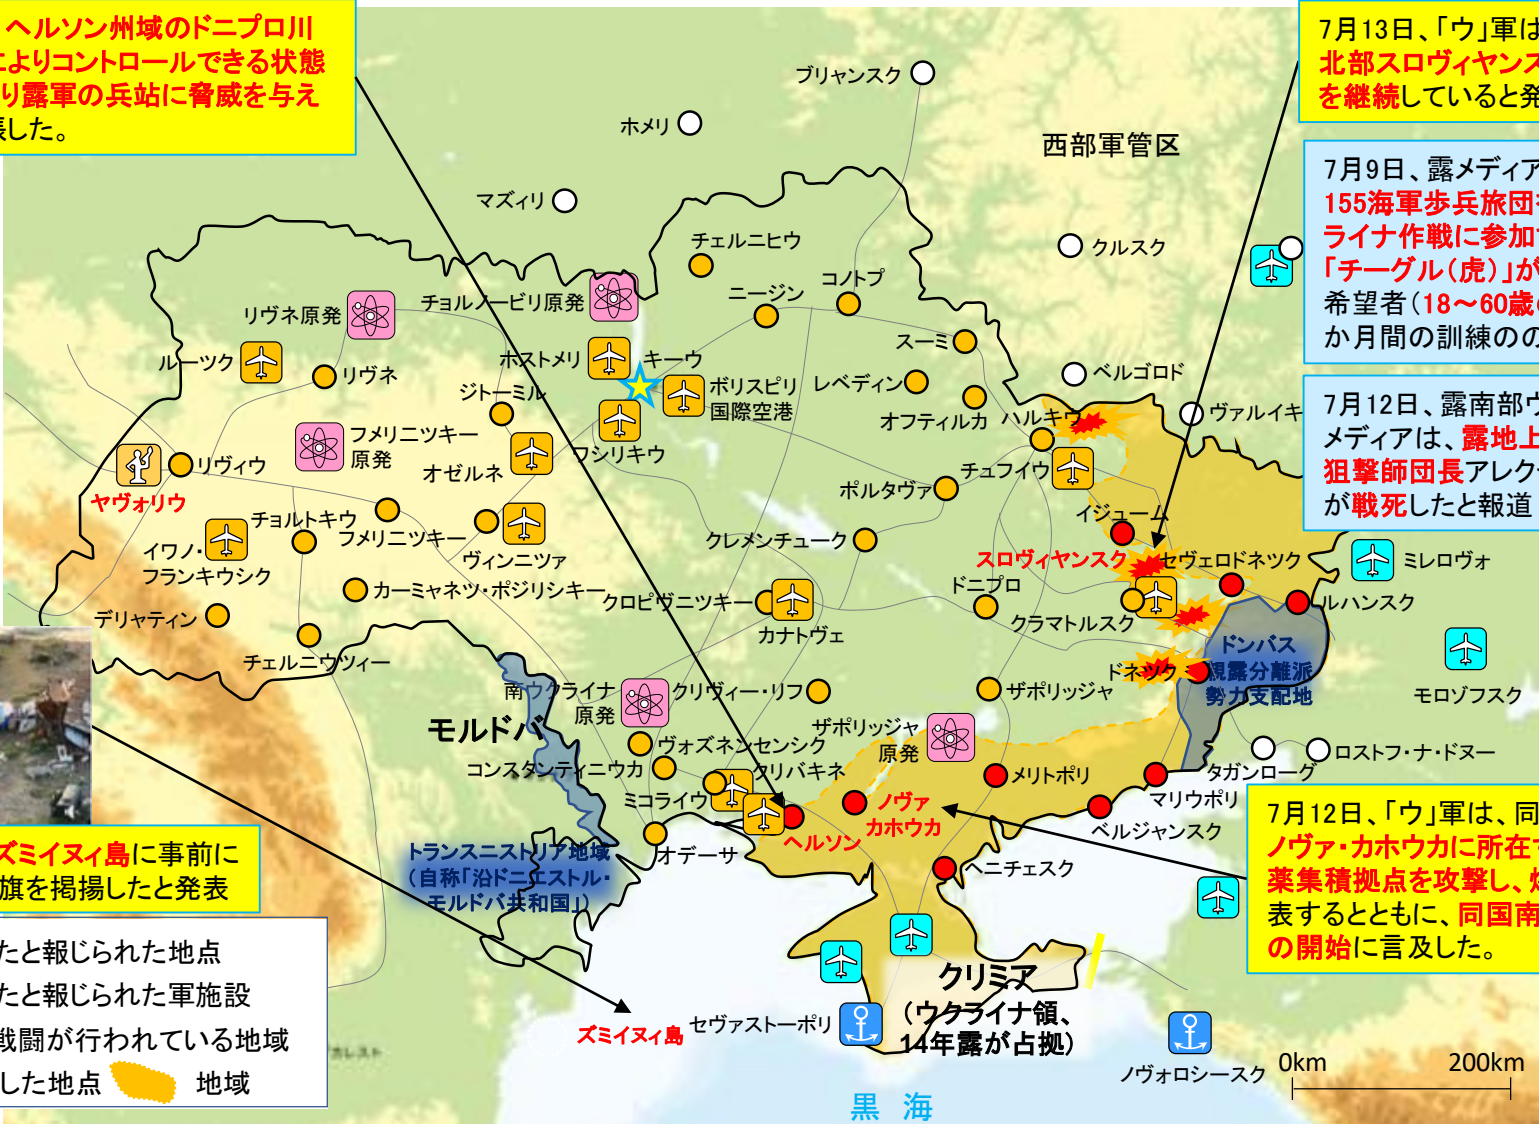 ヘルソン州域のドニプロ川
によりコントロールできる状態
り露軍の兵站に脅威を与え
張した。
7月13日、「ウ」軍は
北部スロヴィヤンス
を継続していると発
7月9日、露メディア
155海軍歩兵旅団
ライナ作戦に参加
「チーグル(虎)」が
希望者(18～60歳
か月間の訓練のの
7月12日、露南部ウ
メディアは、露地上
狙撃師団長アレク
が戦死したと報道
7月12日、「ウ」軍は、同
ノヴァ・カホウカに所在
薬集積拠点を攻撃し、
表するとともに、同国南
の開始に言及した。
ブリャンスク
ホメリ
西部軍管区
マズィリ
チェルニヒウ
クルスク
コノトプ
ニージン
チョルノービリ原発
リヴネ原発
スーミ
ホストメリ
キーウ
ルーツク
リヴネ
ベルゴロド
レベディン
ボリスピリ
国際空港
ジトーミル
オフティルカ
ハルキウ
ヴァルイキ
フメリニツキー
原発
ワシリキウ
リヴィウ
オゼルネ
チュフイウ
ポルタヴァ
ヤヴォリウ
チョルトキウ
フメリニツキー
イジューム
イワノ・
フランキウシク
ヴィンニツァ
クレメンチューク
スロヴィヤンスク
セヴェロドネツク
ミレロヴォ
カーミャネツ・ポジリシキー
クロピヴニツキー
ドニプロ
ルハンスク
デリャティン
カナトヴェ
クラマトルスク
チェルニウツィー
ドンバス
親露分離派
勢力支配地
ドネツク
南ウクライナ
原発
クリヴィー・リフ
ザポリッジャ
モロゾフスク
モルドバ
ザポリッジャ
原発
ヴォズネンセンシク
コンスタンティニウカ
クリバキネ
メリトポリ
タガンローグ
ロストフ・ナ・ドヌー
ミコライウ
マリウポリ
ノヴァ
カホウカ
ベルジャンスク
ヘルソン
オデーサ
トランスニストリア地域
(自称「沿ドニエストル・
モルドバ共和国」)
ヘニチェスク
ズミイヌィ島に事前に
旗を掲揚したと発表
たと報じられた地点
たと報じられた軍施設
戦闘が行われている地域
した地点
地域
クリミア
(ウクライナ領、
14年露が占拠)
ズミイヌィ島
セヴァストーポリ
ノヴォロシースク
0km
200km
黒 海